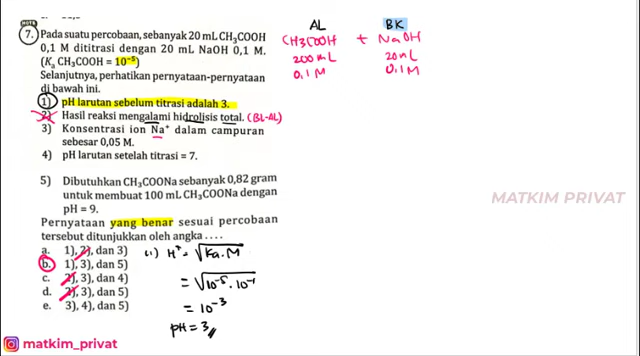 NOTE
7. Pada suatu percobaan, sebanyak 20 mL CH₃COOH
0,1 M dititrasi dengan 20 mL NaOH 0,1 M.
(Kₐ CH₃COOH = 10⁻⁵)
Selanjutnya, perhatikan pernyataan-pernyataan
di bawah ini.
1) pH larutan sebelum titrasi adalah 3.
2) Hasil reaksi mengalami hidrolisis total. (BL-AL)
3) Konsentrasi ion Na⁺ dalam campuran
sebesar 0,05 M.
4) pH larutan setelah titrasi = 7.
5) Dibutuhkan CH₃COONa sebanyak 0,82 gram
untuk membuat 100 mL CH₃COONa dengan
pH = 9.
Pernyataan yang benar sesuai percobaan
tersebut ditunjukkan oleh angka . . . .
a. 1), 2), dan 3)
b. 1), 3), dan 5)
c. 2), 3), dan 4)
d. 2), 3), dan 5)
e. 3), 4), dan 5)
AL BK
CH₃COOH + NaOH
200 mL 20 mL
0,1 M 0,1 M
(1) H⁺ = √Ka . M
= √10⁻⁵ . 10⁻¹
= 10⁻³
pH = 3
MATKIM PRIVAT
matkim_privat